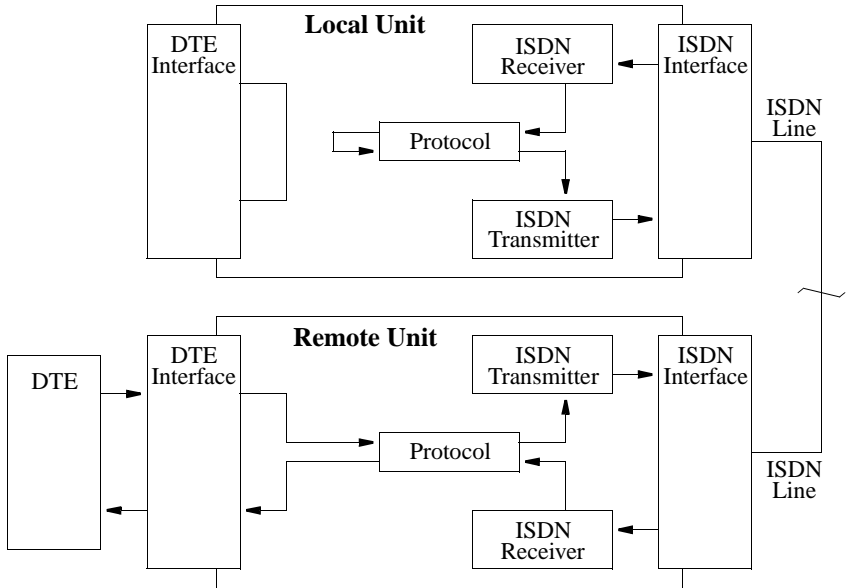 Local Unit
DTE
Interface
ISDN
Receiver
ISDN
Interface
ISDN
Line
Protocol
ISDN
Transmitter
Remote Unit
DTE
DTE
Interface
ISDN
Transmitter
ISDN
Interface
Protocol
ISDN
Line
ISDN
Receiver